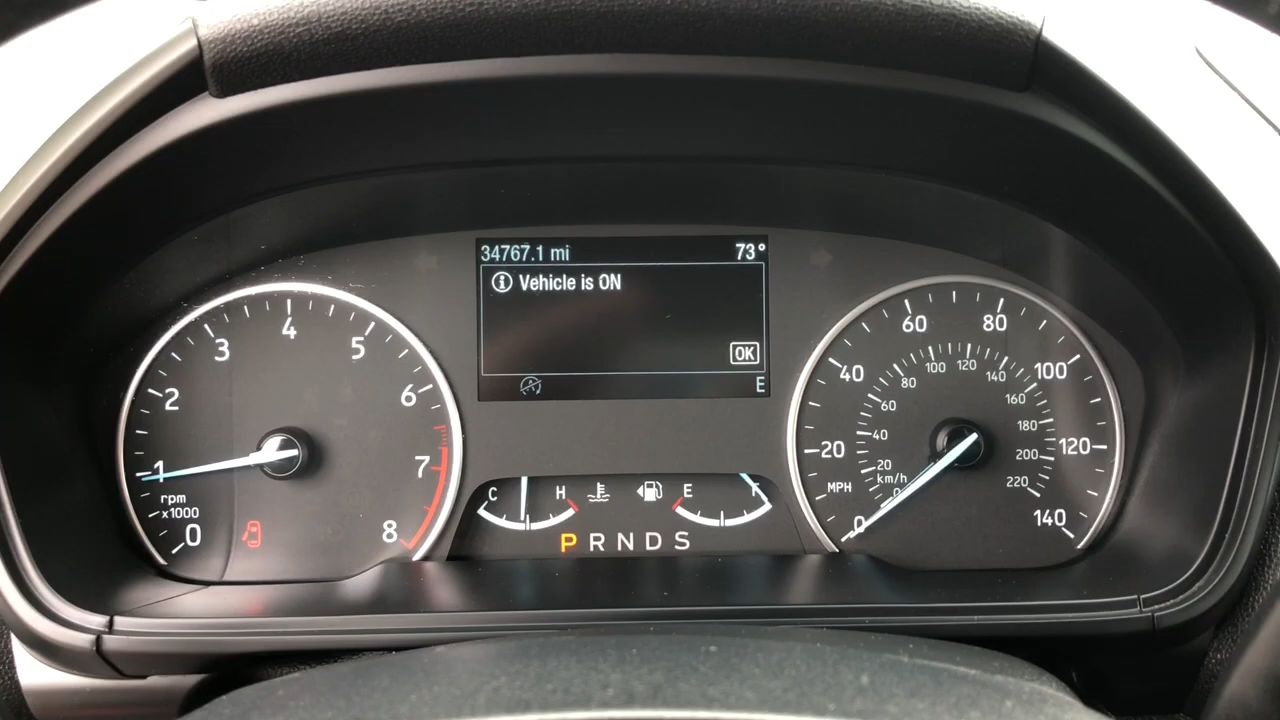 34767.1 mi 73°
Vehicle is ON
OK
E
0 1 2 3 4 5 6 7 8
rpm
x1000
C H E F
P R N D S
0 20 40 60 80 100 120 140
MPH
0 20 40 60 80 100 120 140 160 180 200 220
km/h